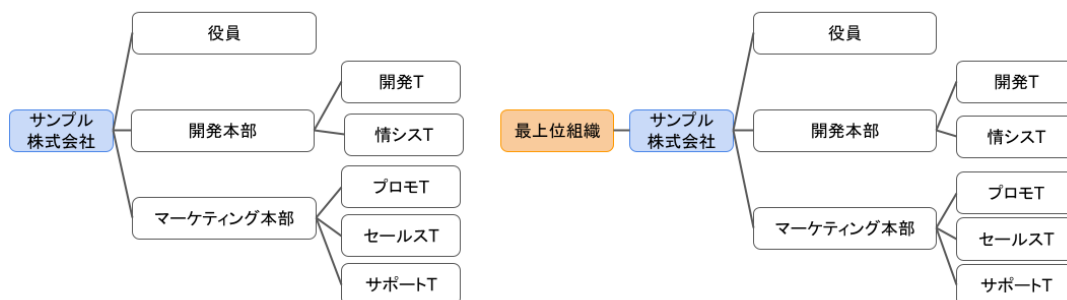 役員
開発T
サンプル
株式会社
開発本部
情シスT
プロモT
マーケティング本部
セールスT
サポートT
役員
開発T
最上位組織
サンプル
株式会社
開発本部
情シスT
プロモT
マーケティング本部
セールスT
サポートT